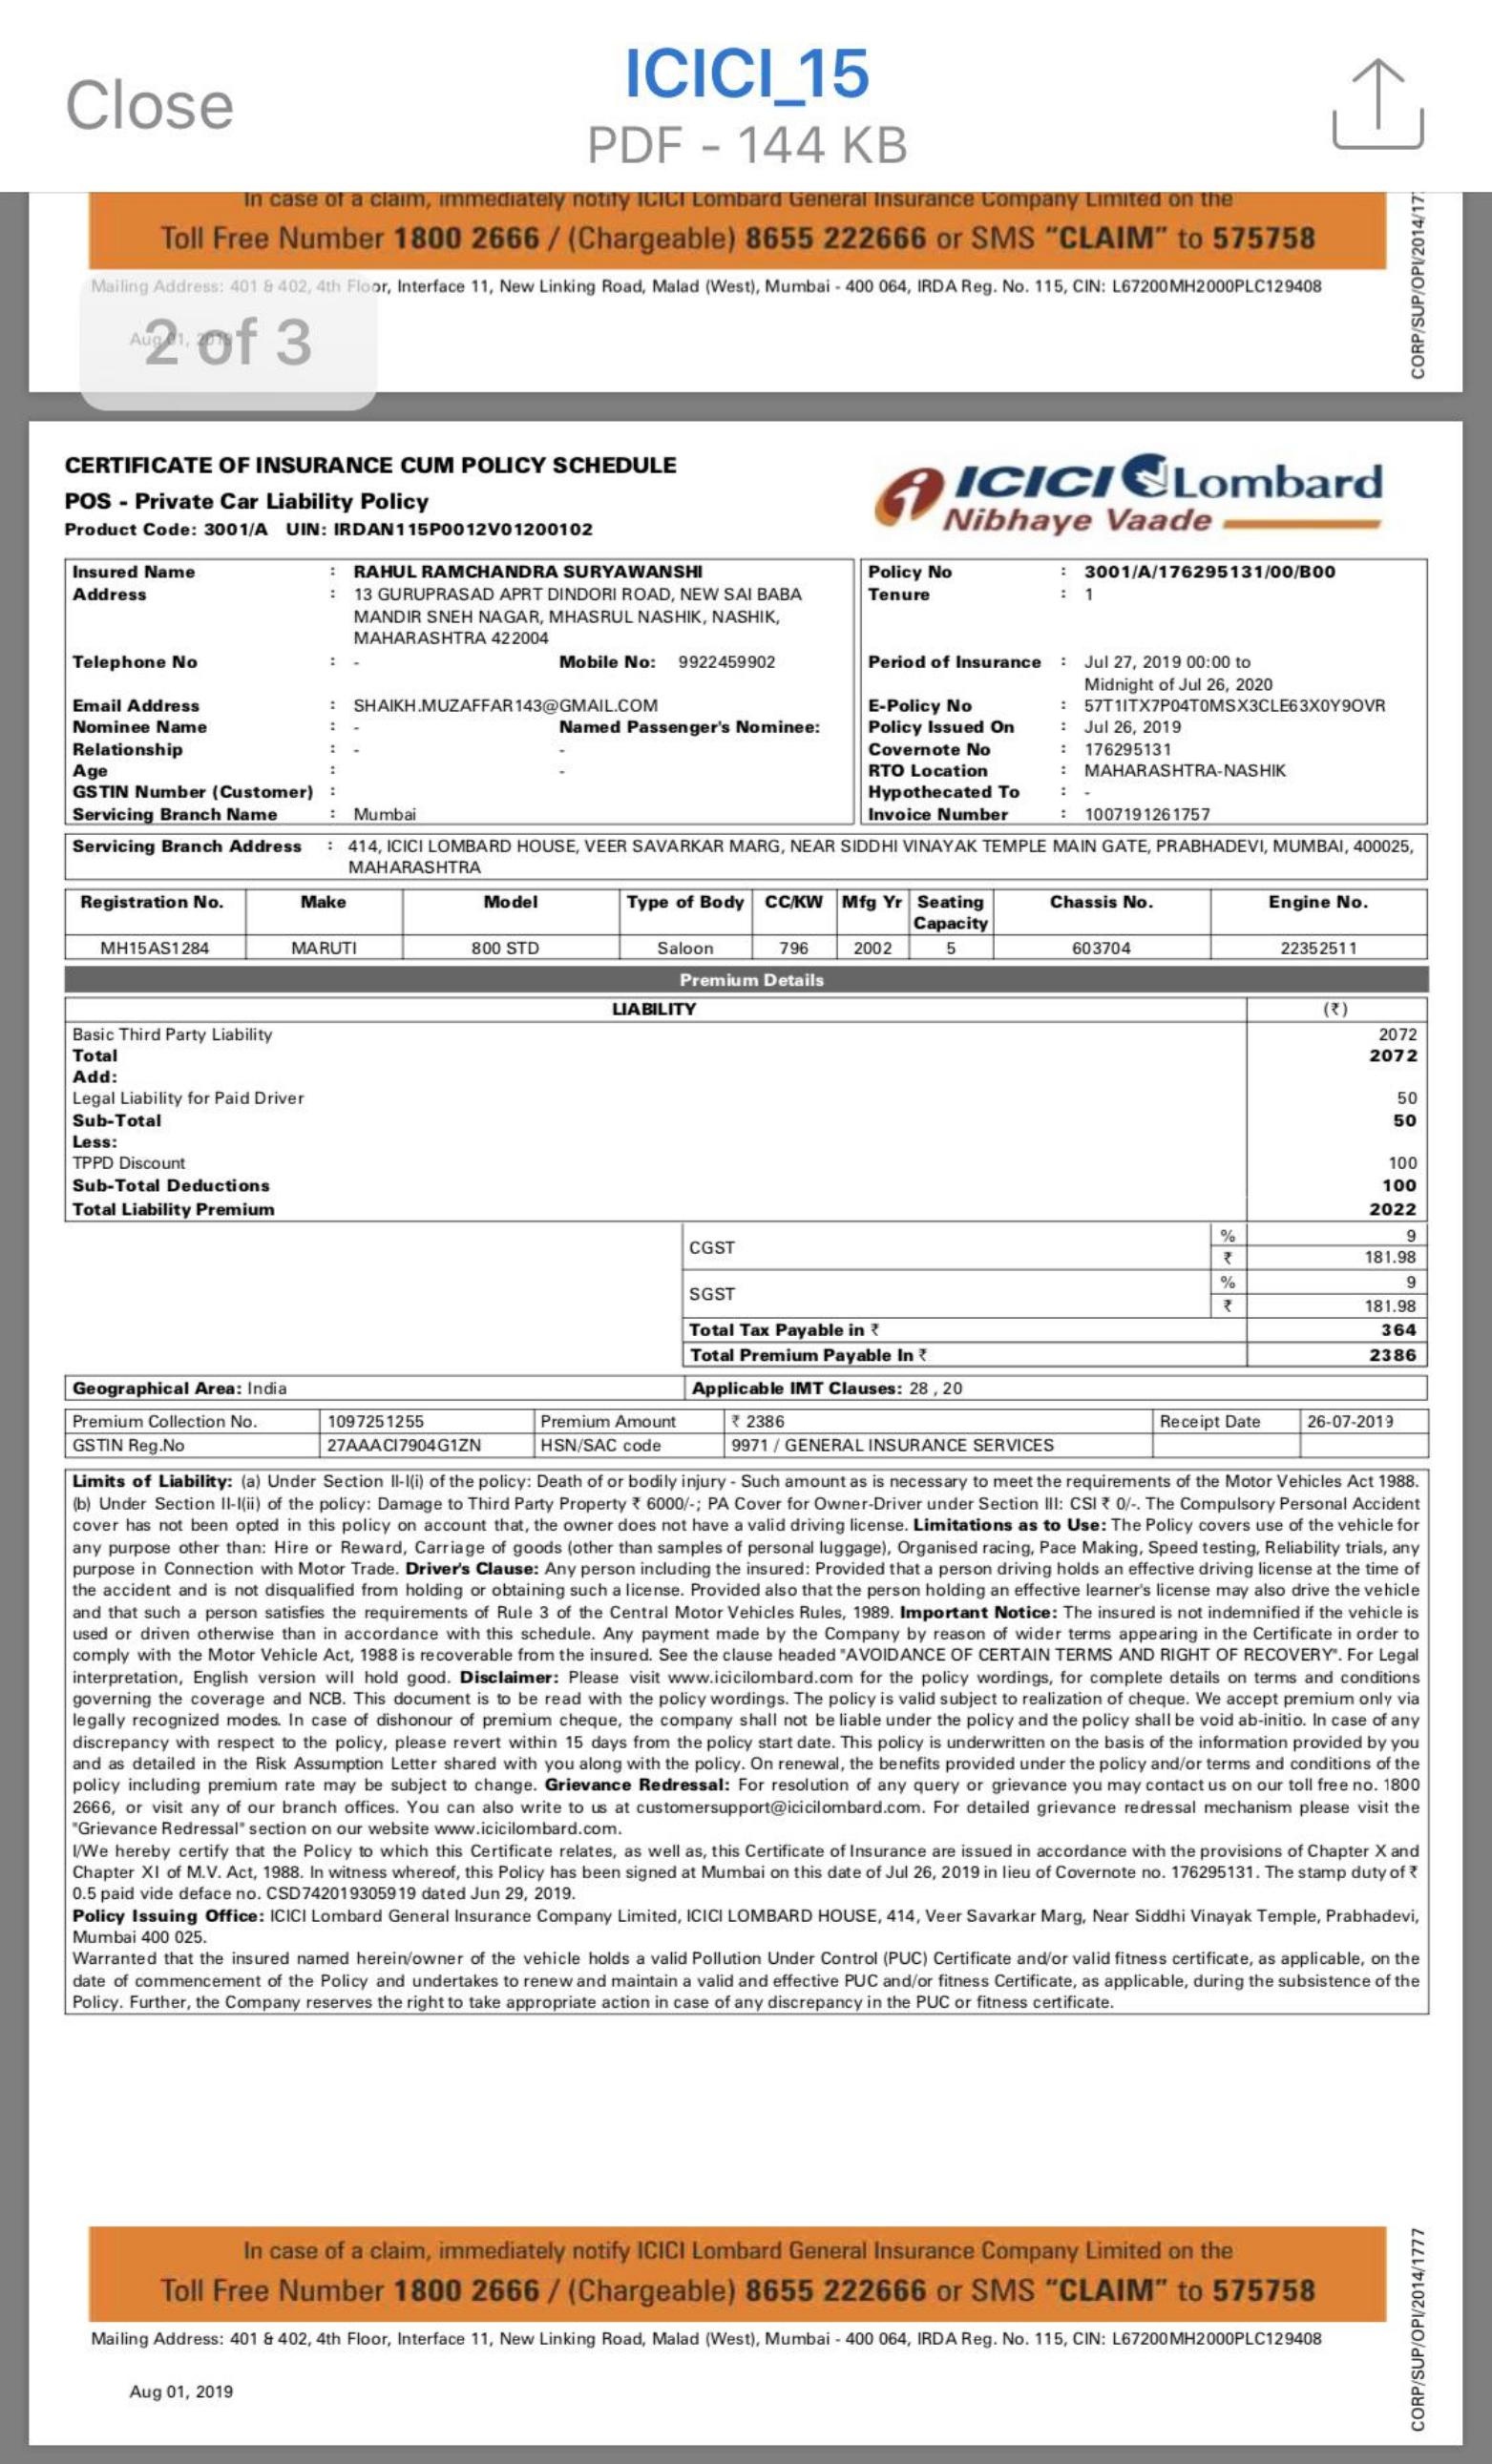 Close
ICICI_15
PDF - 144 KB
In case of a claim, immediately notify ICICI Lombard General Insurance Company Limited on the
Toll Free Number 1800 2666 / (Chargeable) 8655 222666 or SMS "CLAIM" to 575758
Mailing Address: 401 & 402, 4th Floor, Interface 11, New Linking Road, Malad (West), Mumbai - 400 064, IRDA Reg. No. 115, CIN: L67200MH2000PLC129408
CORP/SUP/OPI/2014/17
Aug 01, 2019
2 of 3
CERTIFICATE OF INSURANCE CUM POLICY SCHEDULE
POS - Private Car Liability Policy
Product Code: 3001/A UIN: IRDAN115P0012V01200102
ICICI Lombard
Nibhaye Vaade
Insured Name : RAHUL RAMCHANDRA SURYAWANSHI
Address : 13 GURUPRASAD APRT DINDORI ROAD, NEW SAI BABA
MANDIR SNEH NAGAR, MHASRUL NASHIK, NASHIK,
MAHARASHTRA 422004
Telephone No : - Mobile No: 9922459902
Email Address : SHAIKH.MUZAFFAR143@GMAIL.COM
Nominee Name : - Named Passenger's Nominee:
Relationship : - -
Age : -
GSTIN Number (Customer) :
Servicing Branch Name : Mumbai
Policy No : 3001/A/176295131/00/B00
Tenure : 1
Period of Insurance : Jul 27, 2019 00:00 to
Midnight of Jul 26, 2020
E-Policy No : 57T1ITX7P04T0MSX3CLE63X0Y9OVR
Policy Issued On : Jul 26, 2019
Covernote No : 176295131
RTO Location : MAHARASHTRA-NASHIK
Hypothecated To : -
Invoice Number : 1007191261757
Servicing Branch Address : 414, ICICI LOMBARD HOUSE, VEER SAVARKAR MARG, NEAR SIDDHI VINAYAK TEMPLE MAIN GATE, PRABHADEVI, MUMBAI, 400025,
MAHARASHTRA
Registration No. Make Model Type of Body CC/KW Mfg Yr Seating Capacity Chassis No. Engine No.
MH15AS1284 MARUTI 800 STD Saloon 796 2002 5 603704 22352511
Premium Details
LIABILITY (₹)
Basic Third Party Liability 2072
Total 2072
Add:
Legal Liability for Paid Driver 50
Sub-Total 50
Less:
TPPD Discount 100
Sub-Total Deductions 100
Total Liability Premium 2022
CGST % 9
₹ 181.98
SGST % 9
₹ 181.98
Total Tax Payable in ₹ 364
Total Premium Payable In ₹ 2386
Geographical Area: India Applicable IMT Clauses: 28 , 20
Premium Collection No. 1097251255 Premium Amount ₹ 2386 Receipt Date 26-07-2019
GSTIN Reg.No 27AAACI7904G1ZN HSN/SAC code 9971 / GENERAL INSURANCE SERVICES
Limits of Liability: (a) Under Section II-I(i) of the policy: Death of or bodily injury - Such amount as is necessary to meet the requirements of the Motor Vehicles Act 1988.
(b) Under Section II-I(ii) of the policy: Damage to Third Party Property ₹ 6000/-; PA Cover for Owner-Driver under Section III: CSI ₹ 0/-. The Compulsory Personal Accident
cover has not been opted in this policy on account that, the owner does not have a valid driving license. Limitations as to Use: The Policy covers use of the vehicle for
any purpose other than: Hire or Reward, Carriage of goods (other than samples of personal luggage), Organised racing, Pace Making, Speed testing, Reliability trials, any
purpose in Connection with Motor Trade. Driver's Clause: Any person including the insured: Provided that a person driving holds an effective driving license at the time of
the accident and is not disqualified from holding or obtaining such a license. Provided also that the person holding an effective learner's license may also drive the vehicle
and that such a person satisfies the requirements of Rule 3 of the Central Motor Vehicles Rules, 1989. Important Notice: The insured is not indemnified if the vehicle is
used or driven otherwise than in accordance with this schedule. Any payment made by the Company by reason of wider terms appearing in the Certificate in order to
comply with the Motor Vehicle Act, 1988 is recoverable from the insured. See the clause headed "AVOIDANCE OF CERTAIN TERMS AND RIGHT OF RECOVERY". For Legal
interpretation, English version will hold good. Disclaimer: Please visit www.icicilombard.com for the policy wordings, for complete details on terms and conditions
governing the coverage and NCB. This document is to be read with the policy wordings. The policy is valid subject to realization of cheque. We accept premium only via
legally recognized modes. In case of dishonour of premium cheque, the company shall not be liable under the policy and the policy shall be void ab-initio. In case of any
discrepancy with respect to the policy, please revert within 15 days from the policy start date. This policy is underwritten on the basis of the information provided by you
and as detailed in the Risk Assumption Letter shared with you along with the policy. On renewal, the benefits provided under the policy and/or terms and conditions of the
policy including premium rate may be subject to change. Grievance Redressal: For resolution of any query or grievance you may contact us on our toll free no. 1800
2666, or visit any of our branch offices. You can also write to us at customersupport@icicilombard.com. For detailed grievance redressal mechanism please visit the
"Grievance Redressal" section on our website www.icicilombard.com.
I/We hereby certify that the Policy to which this Certificate relates, as well as, this Certificate of Insurance are issued in accordance with the provisions of Chapter X and
Chapter XI of M.V. Act, 1988. In witness whereof, this Policy has been signed at Mumbai on this date of Jul 26, 2019 in lieu of Covernote no. 176295131. The stamp duty of ₹
0.5 paid vide deface no. CSD742019305919 dated Jun 29, 2019.
Policy Issuing Office: ICICI Lombard General Insurance Company Limited, ICICI LOMBARD HOUSE, 414, Veer Savarkar Marg, Near Siddhi Vinayak Temple, Prabhadevi,
Mumbai 400 025.
Warranted that the insured named herein/owner of the vehicle holds a valid Pollution Under Control (PUC) Certificate and/or valid fitness certificate, as applicable, on the
date of commencement of the Policy and undertakes to renew and maintain a valid and effective PUC and/or fitness Certificate, as applicable, during the subsistence of the
Policy. Further, the Company reserves the right to take appropriate action in case of any discrepancy in the PUC or fitness certificate.
In case of a claim, immediately notify ICICI Lombard General Insurance Company Limited on the
Toll Free Number 1800 2666 / (Chargeable) 8655 222666 or SMS "CLAIM" to 575758
Mailing Address: 401 & 402, 4th Floor, Interface 11, New Linking Road, Malad (West), Mumbai - 400 064, IRDA Reg. No. 115, CIN: L67200MH2000PLC129408
CORP/SUP/OPI/2014/1777
Aug 01, 2019